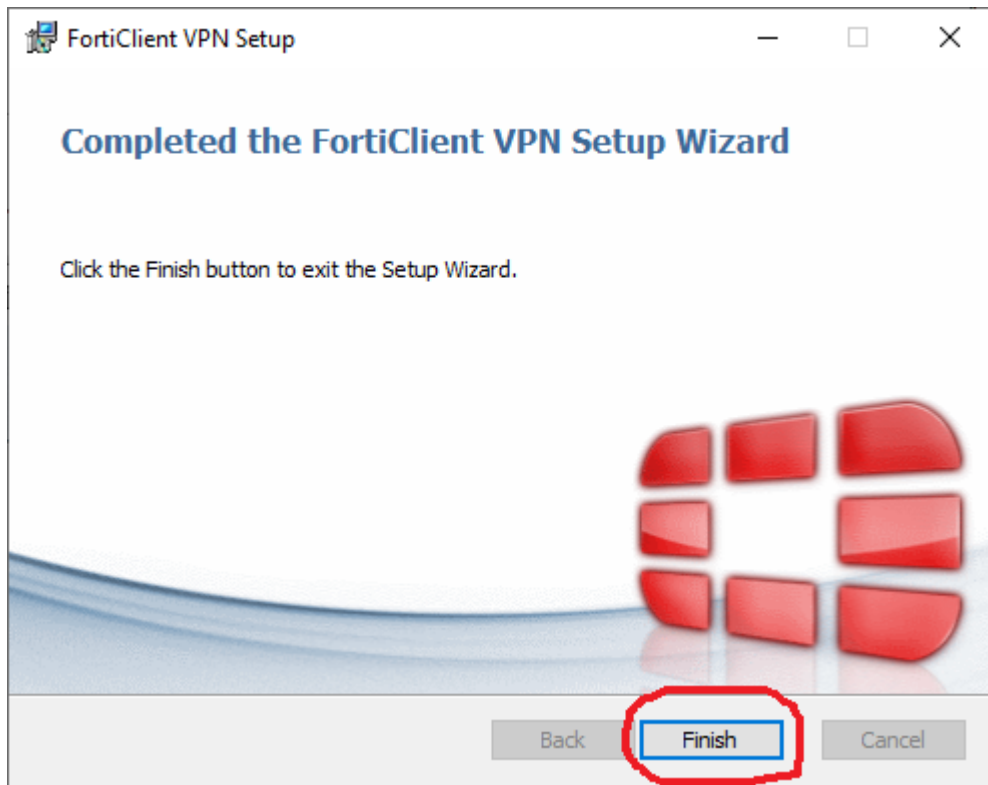 FortiClient VPN Setup
Completed the FortiClient VPN Setup Wizard
Click the Finish button to exit the Setup Wizard.
Back Finish Cancel